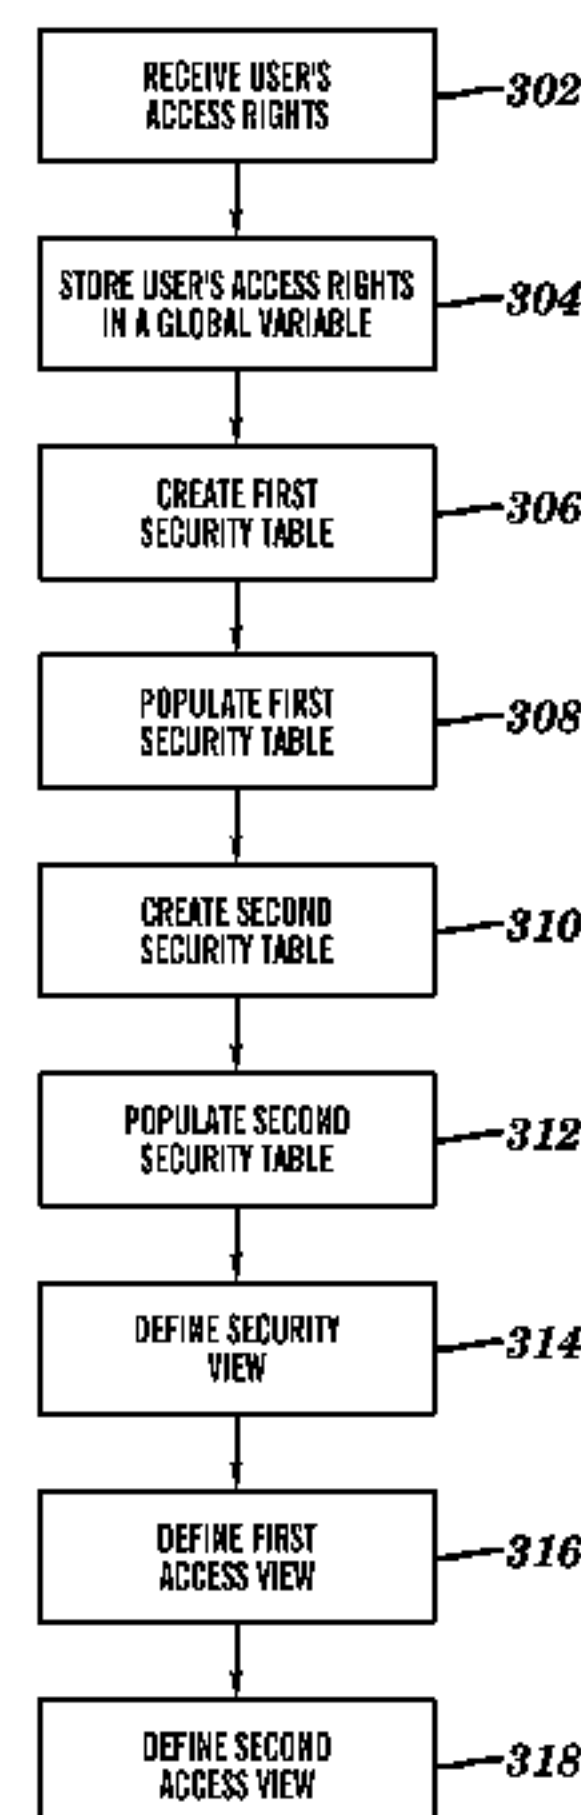 RECEIVE USER'S
ACCESS RIGHTS
302
STORE USER'S ACCESS RIGHTS
IN A GLOBAL VARIABLE
304
CREATE FIRST
SECURITY TABLE
306
POPULATE FIRST
SECURITY TABLE
308
CREATE SECOND
SECURITY TABLE
310
POPULATE SECOND
SECURITY TABLE
312
DEFINE SECURITY
VIEW
314
DEFINE FIRST
ACCESS VIEW
316
DEFINE SECOND
ACCESS VIEW
318